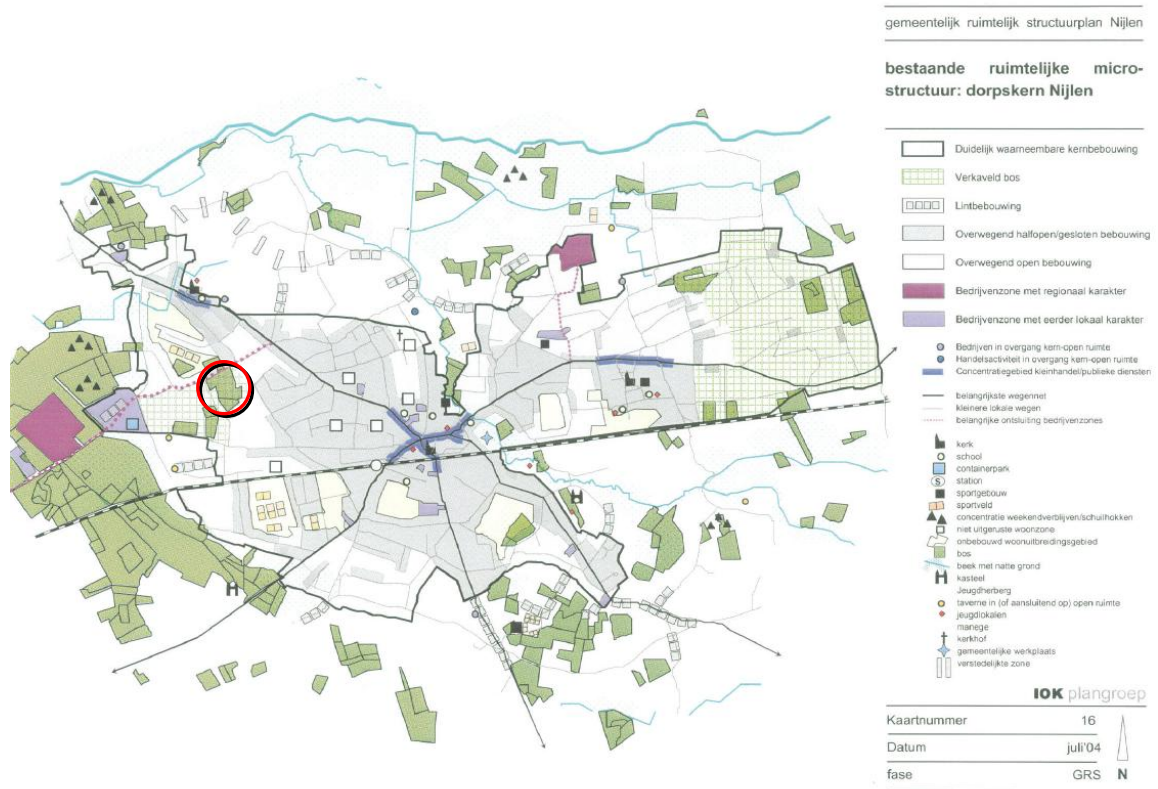 gemeentelijk ruimtelijk structuurplan Nijlen
bestaande ruimtelijke micro-
structuur: dorpskern Nijlen
Duidelijk waarneembare kernbebouwing
Verkaveld bos
Lintbebouwing
Overwegend halfopen/gesloten bebouwing
Overwegend open bebouwing
Bedrijvenzone met regionaal karakter
Bedrijvenzone met eerder lokaal karakter
Bedrijven in overgang kern-open ruimte
Handelsactiviteit in overgang kern-open ruimte
Concentratiegebied kleinhandel/publieke diensten
belangrijkste wegennet
kleinere lokale wegen
belangrijke ontsluiting bedrijvenzones
kerk
school
containerpark
S station
sportgebouw
sportveld
concentratie weekendverblijven/schuilhokken
niet uitgeruste woonzone
onbebouwd woonuitbreidingsgebied
bos
beek met natte grond
kasteel
Jeugdherberg
taverne in (of aansluitend op) open ruimte
jeugdlokalen
manege
kerkhof
gemeentelijke werkplaats
verstedelijkte zone
IOK plangroep
Kaartnummer 16
Datum juli'04
fase GRS N